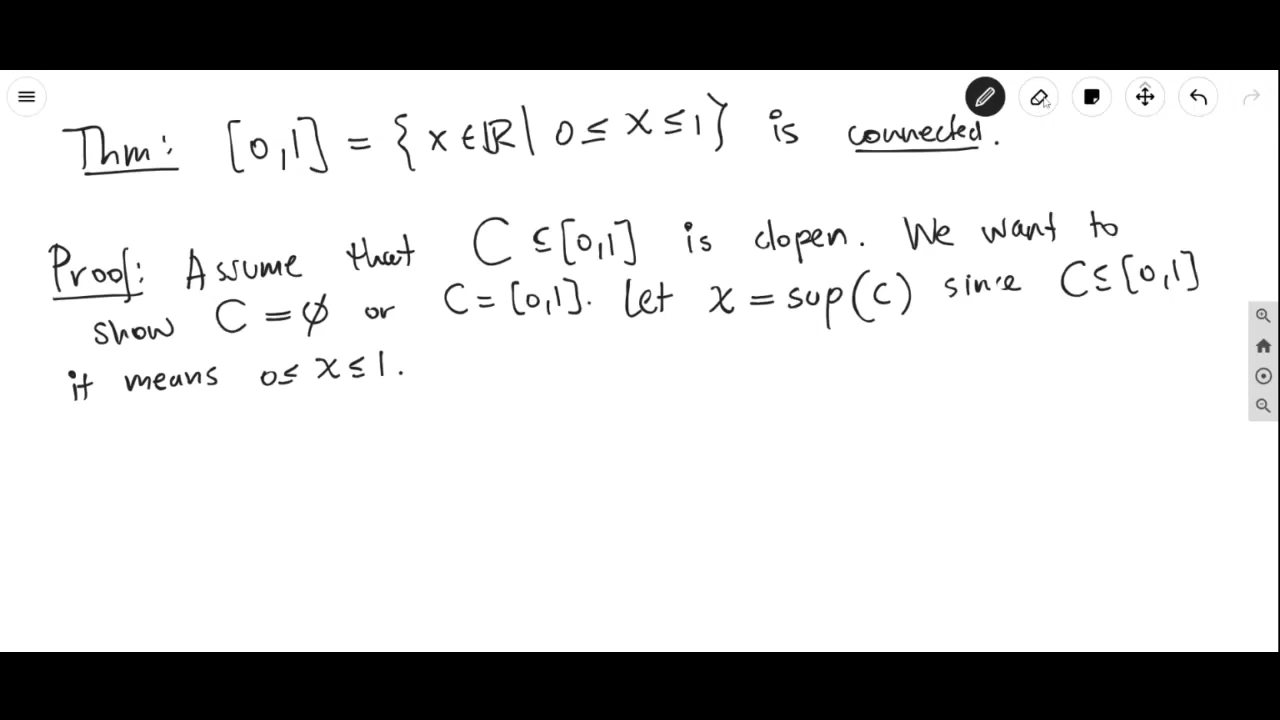 Thm: [0,1] = { x ∈ ℝ | 0 ≤ x ≤ 1 } is connected.
Proof: Assume that C ⊆ [0,1] is clopen. We want to
show C = ∅ or C = [0,1]. Let x = sup(C) since C ⊆ [0,1]
it means 0 ≤ x ≤ 1.